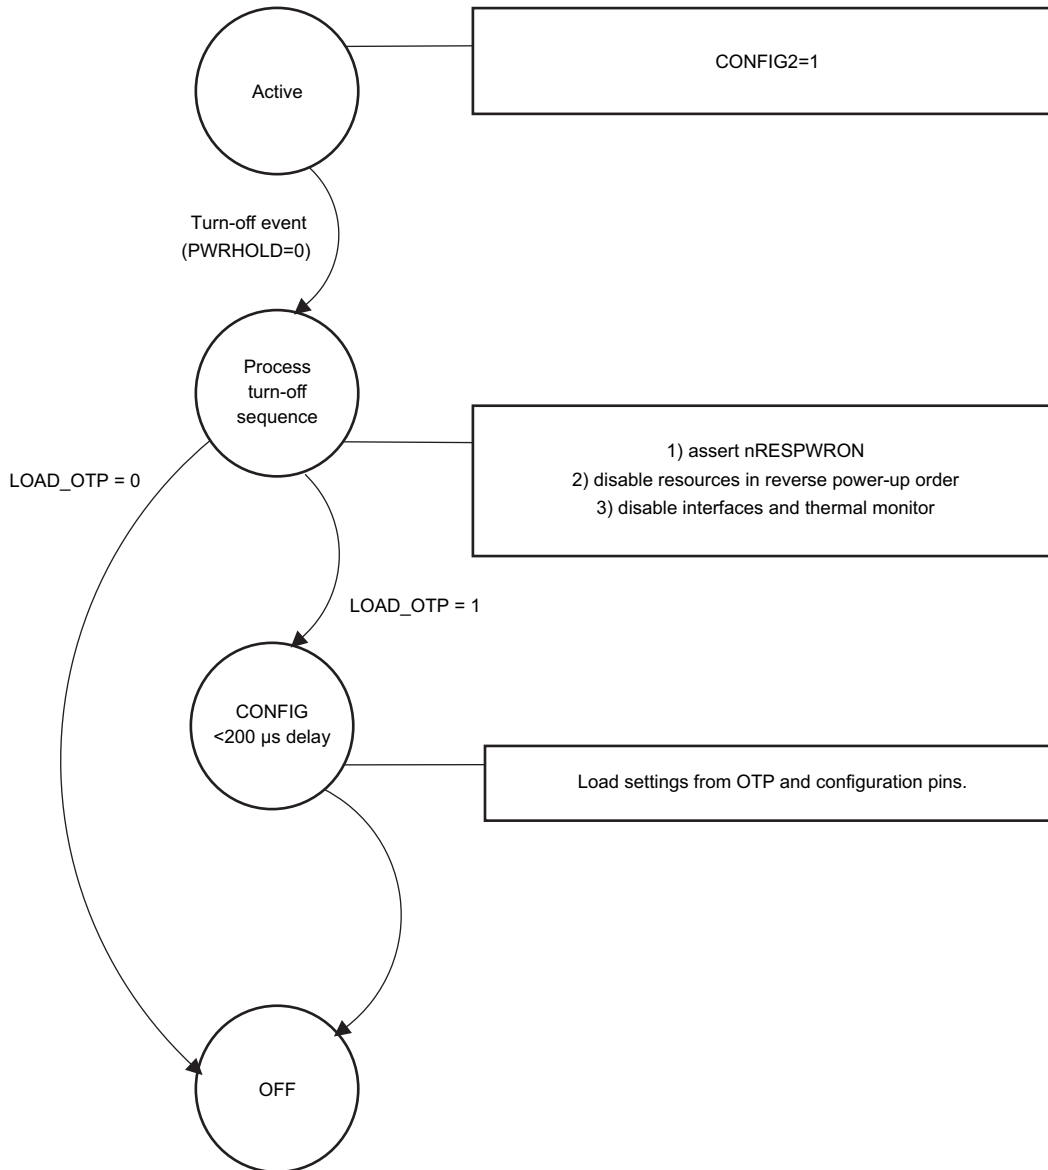 Active
CONFIG2=1
Turn-off event
(PWRHOLD=0)
Process
turn-off
sequence
1) assert nRESPWRON
2) disable resources in reverse power-up order
3) disable interfaces and thermal monitor
LOAD_OTP = 0
LOAD_OTP = 1
CONFIG
<200 µs delay
Load settings from OTP and configuration pins.
OFF